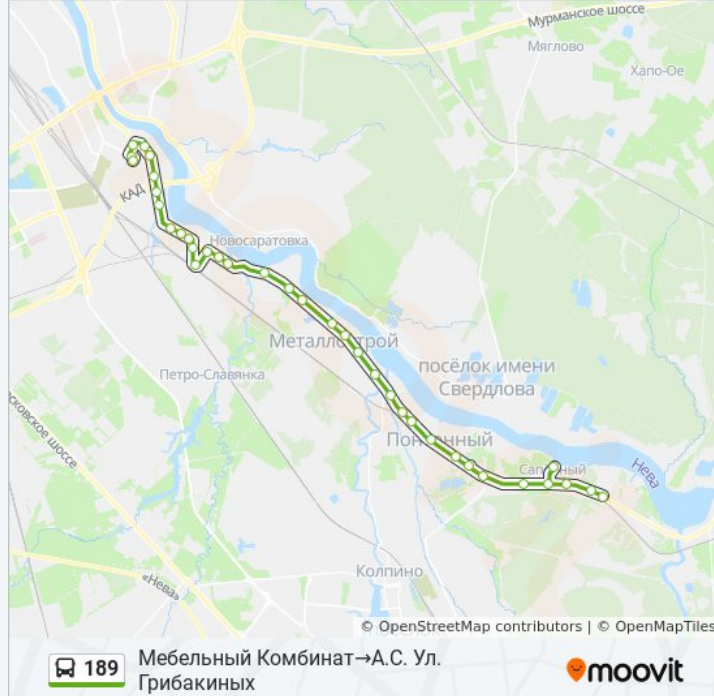 Мурманское шоссе
Мяглово
Хапо-Ое
КАД
Новосаратовка
Металлострой
Петро-Славянка
посёлок имени
Свердлова
овское шоссе
Понтонный
Сапёрный
Нева
Колпино
«Нева»
© OpenStreetMap contributors | © OpenMapTiles
189
Мебельный Комбинат→А.С. Ул.
Грибакиных
moovit